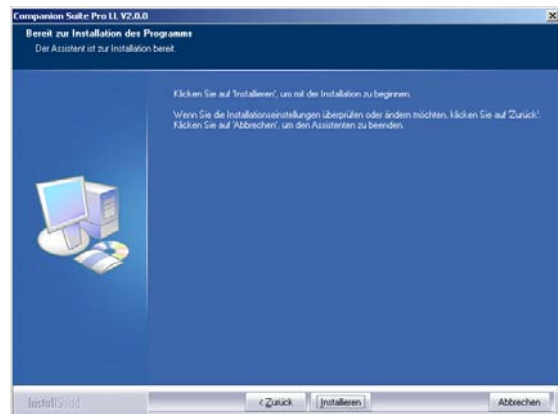 Companion Suite Pro LL V2.0.0
Bereit zur Installation des Programms
Der Assistent ist zur Installation bereit.
Klicken Sie auf 'Installieren', um mit der Installation zu beginnen.
Wenn Sie die Installationseinstellungen überprüfen oder ändern möchten, klicken Sie auf 'Zurück'.
Klicken Sie auf 'Abbrechen', um den Assistenten zu beenden.
InstallShield
< Zurück
Installieren
Abbrechen